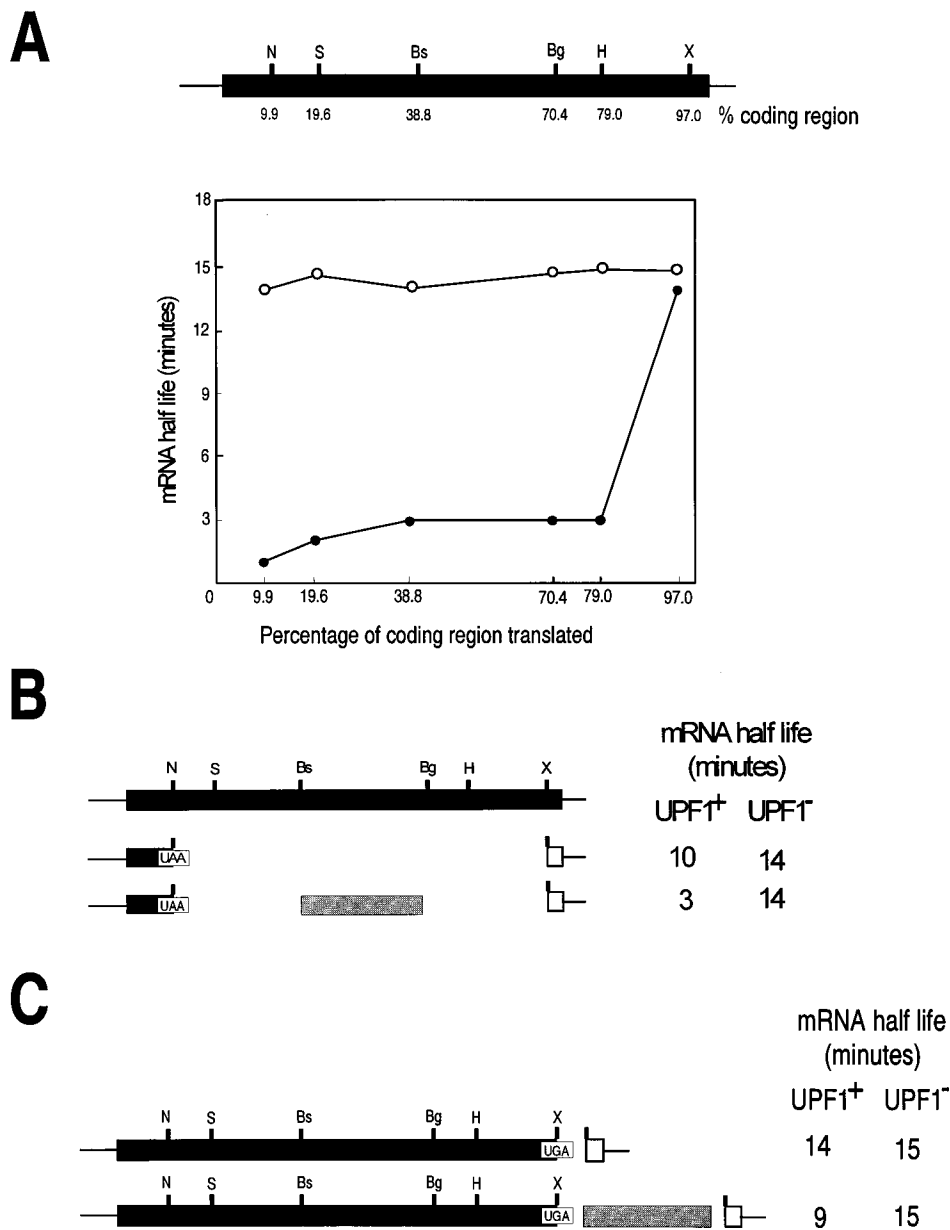 A
N S Bs Bg H X
9.9 19.6 38.8 70.4 79.0 97.0 % coding region
18
15
12
9
6
3
0
mRNA half life (minutes)
9.9 19.6 38.8 70.4 79.0 97.0
Percentage of coding region translated
B
mRNA half life
(minutes)
UPF1+ UPF1-
N S Bs Bg H X
UAA 10 14
UAA 3 14
C
mRNA half life
(minutes)
UPF1+ UPF1-
N S Bs Bg H X
UGA 14 15
N S Bs Bg H X
UGA 9 15